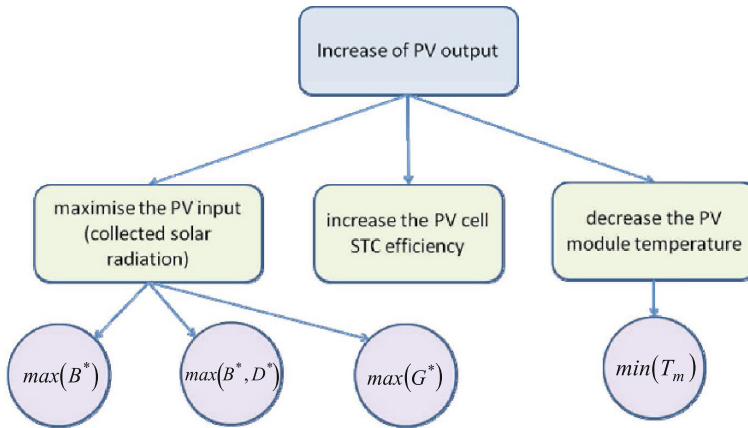 Increase of PV output
maximise the PV input
(collected solar
radiation)
increase the PV cell
STC efficiency
decrease the PV
module temperature
max(B*)
max(B*, D*)
max(G*)
min(Tₘ)